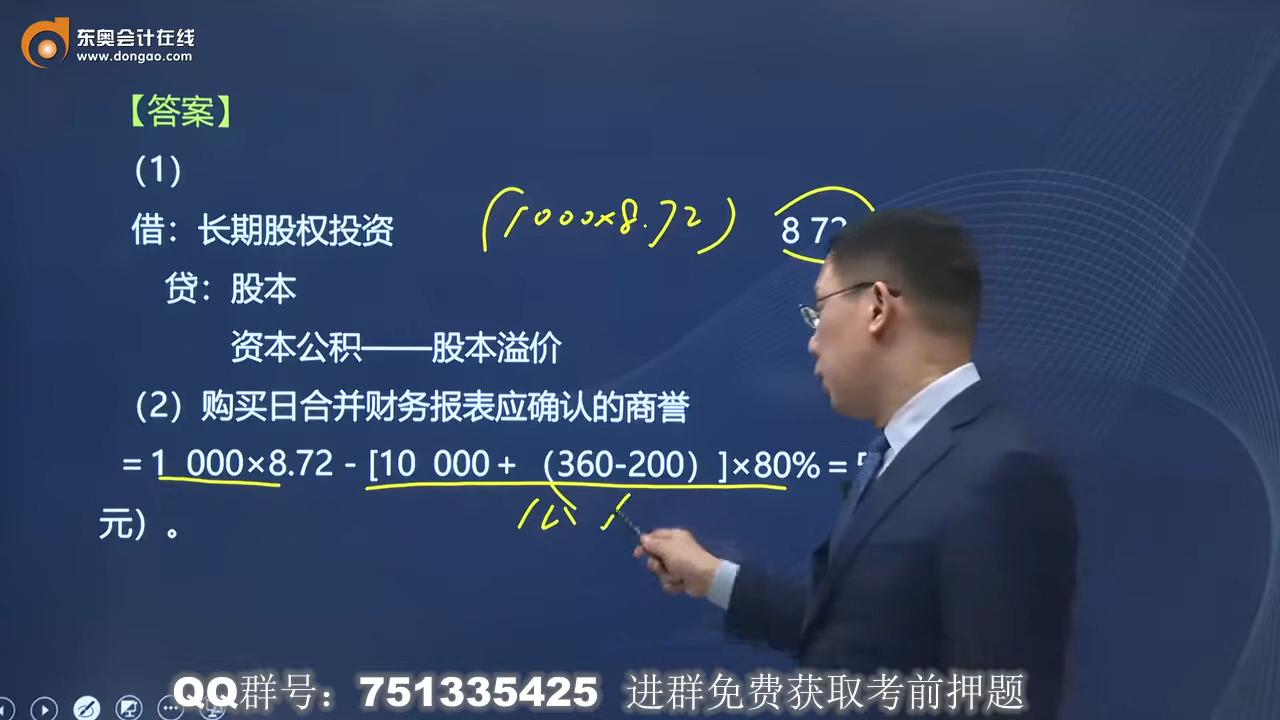 东奥会计在线
www.dongao.com
【答案】
（1）
借：长期股权投资 (1000×8.72) 8 72
贷：股本
资本公积——股本溢价
（2）购买日合并财务报表应确认的商誉
＝1 000×8.72－[10 000＋（360-200）]×80%＝
公
元）。
QQ群号：751335425 进群免费获取考前押题